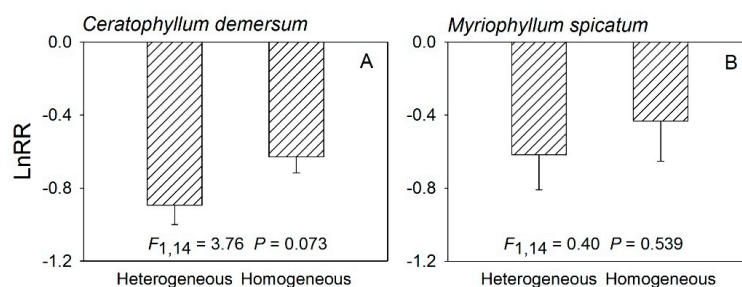 Ceratophyllum demersum
Myriophyllum spicatum
0.0
-0.4
-0.8
-1.2
LnRR
A
F1,14 = 3.76 P = 0.073
Heterogeneous Homogeneous
0.0
-0.4
-0.8
-1.2
B
F1,14 = 0.40 P = 0.539
Heterogeneous Homogeneous